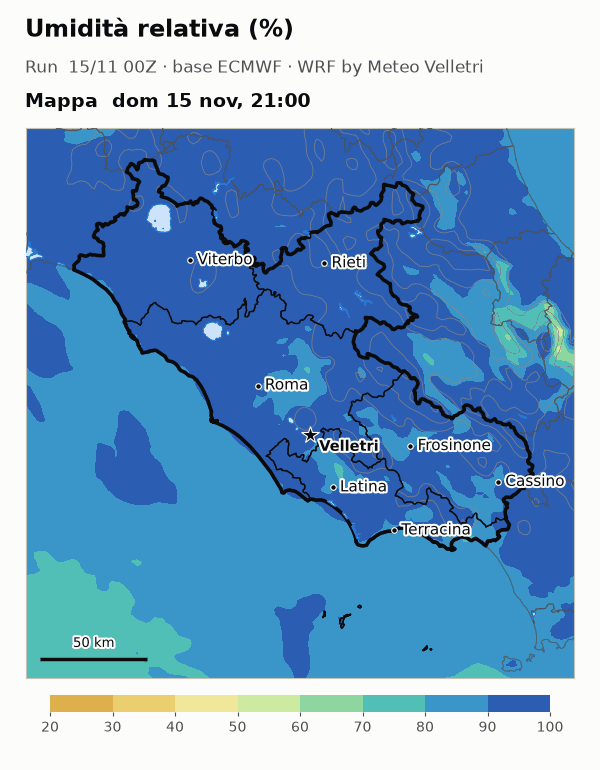 Umidità relativa (%)
Run 15/11 00Z · base ECMWF · WRF by Meteo Velletri
Mappa dom 15 nov, 21:00
Viterbo
Rieti
Roma
Velletri
Frosinone
Latina
Cassino
Terracina
50 km
20 30 40 50 60 70 80 90 100